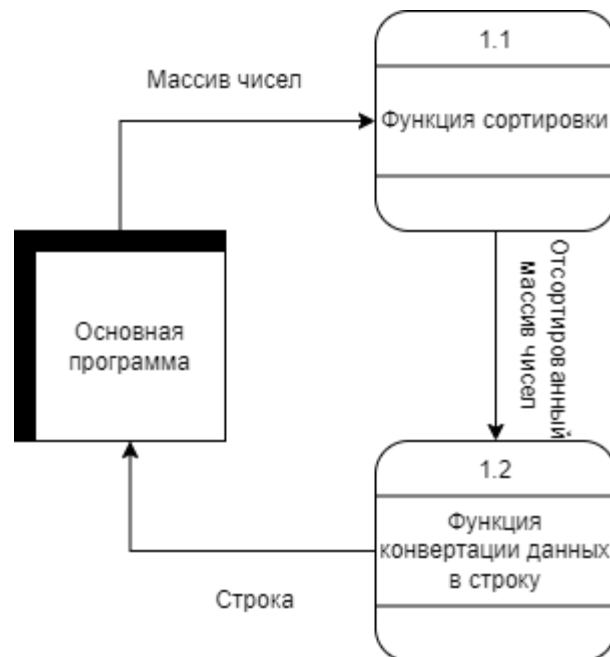 1.1
Массив чисел
Функция сортировки
Отсортированный
массив чисел
Основная
программа
1.2
Функция
конвертации данных
в строку
Строка